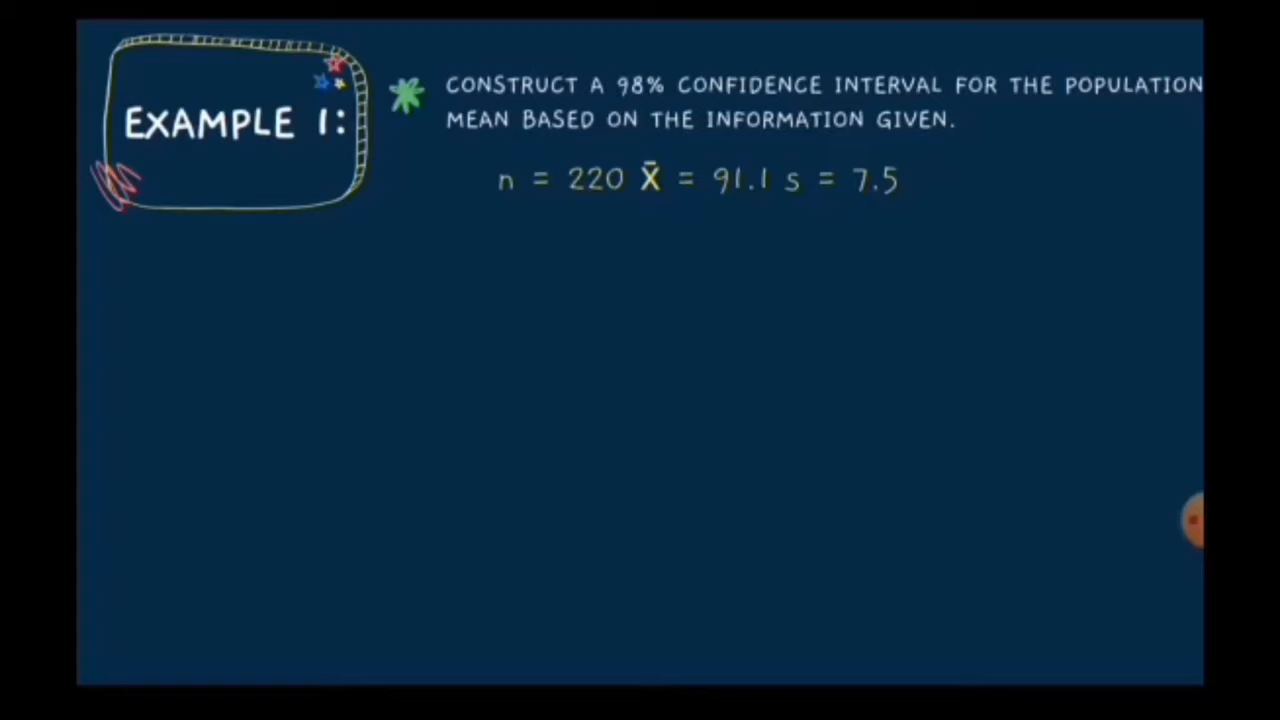 EXAMPLE 1:
CONSTRUCT A 98% CONFIDENCE INTERVAL FOR THE POPULATION
MEAN BASED ON THE INFORMATION GIVEN.
n = 220 X̄ = 91.1 s = 7.5